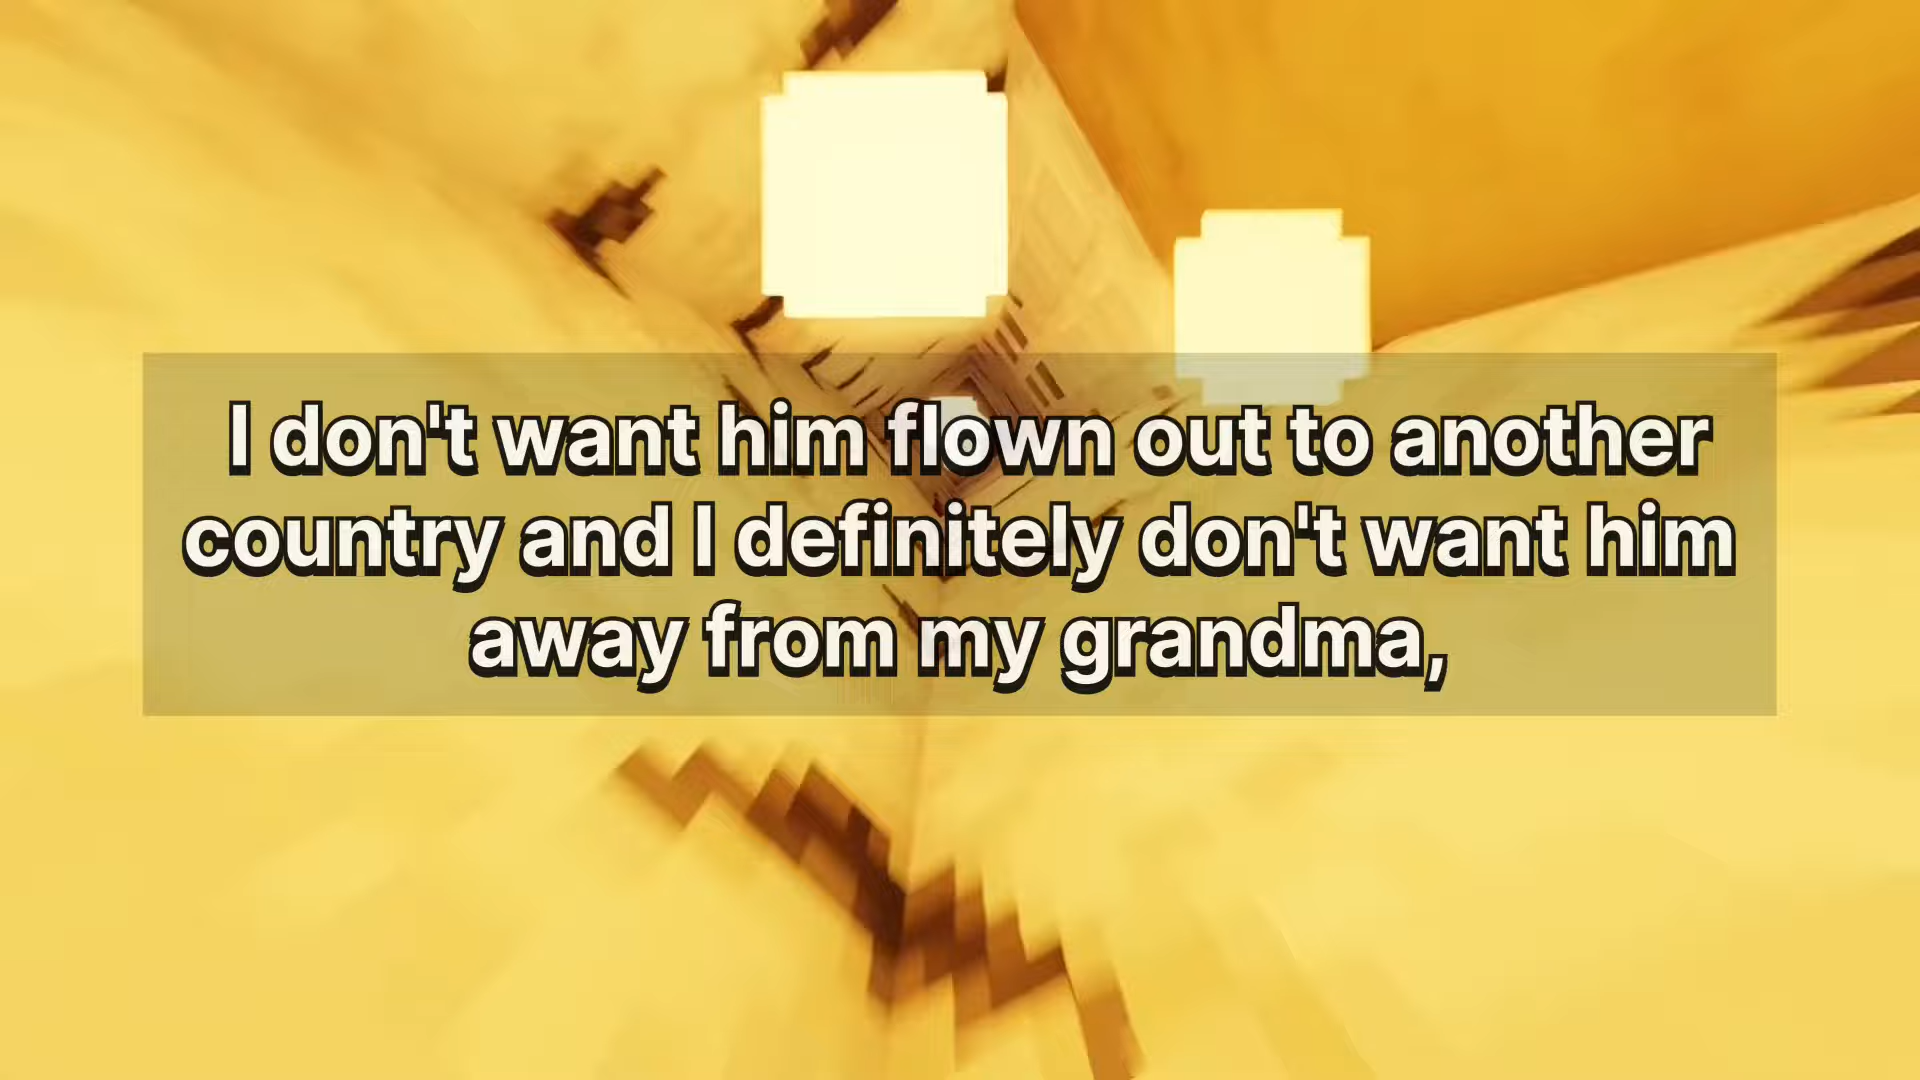 I don't want him flown out to another
country and I definitely don't want him
away from my grandma,